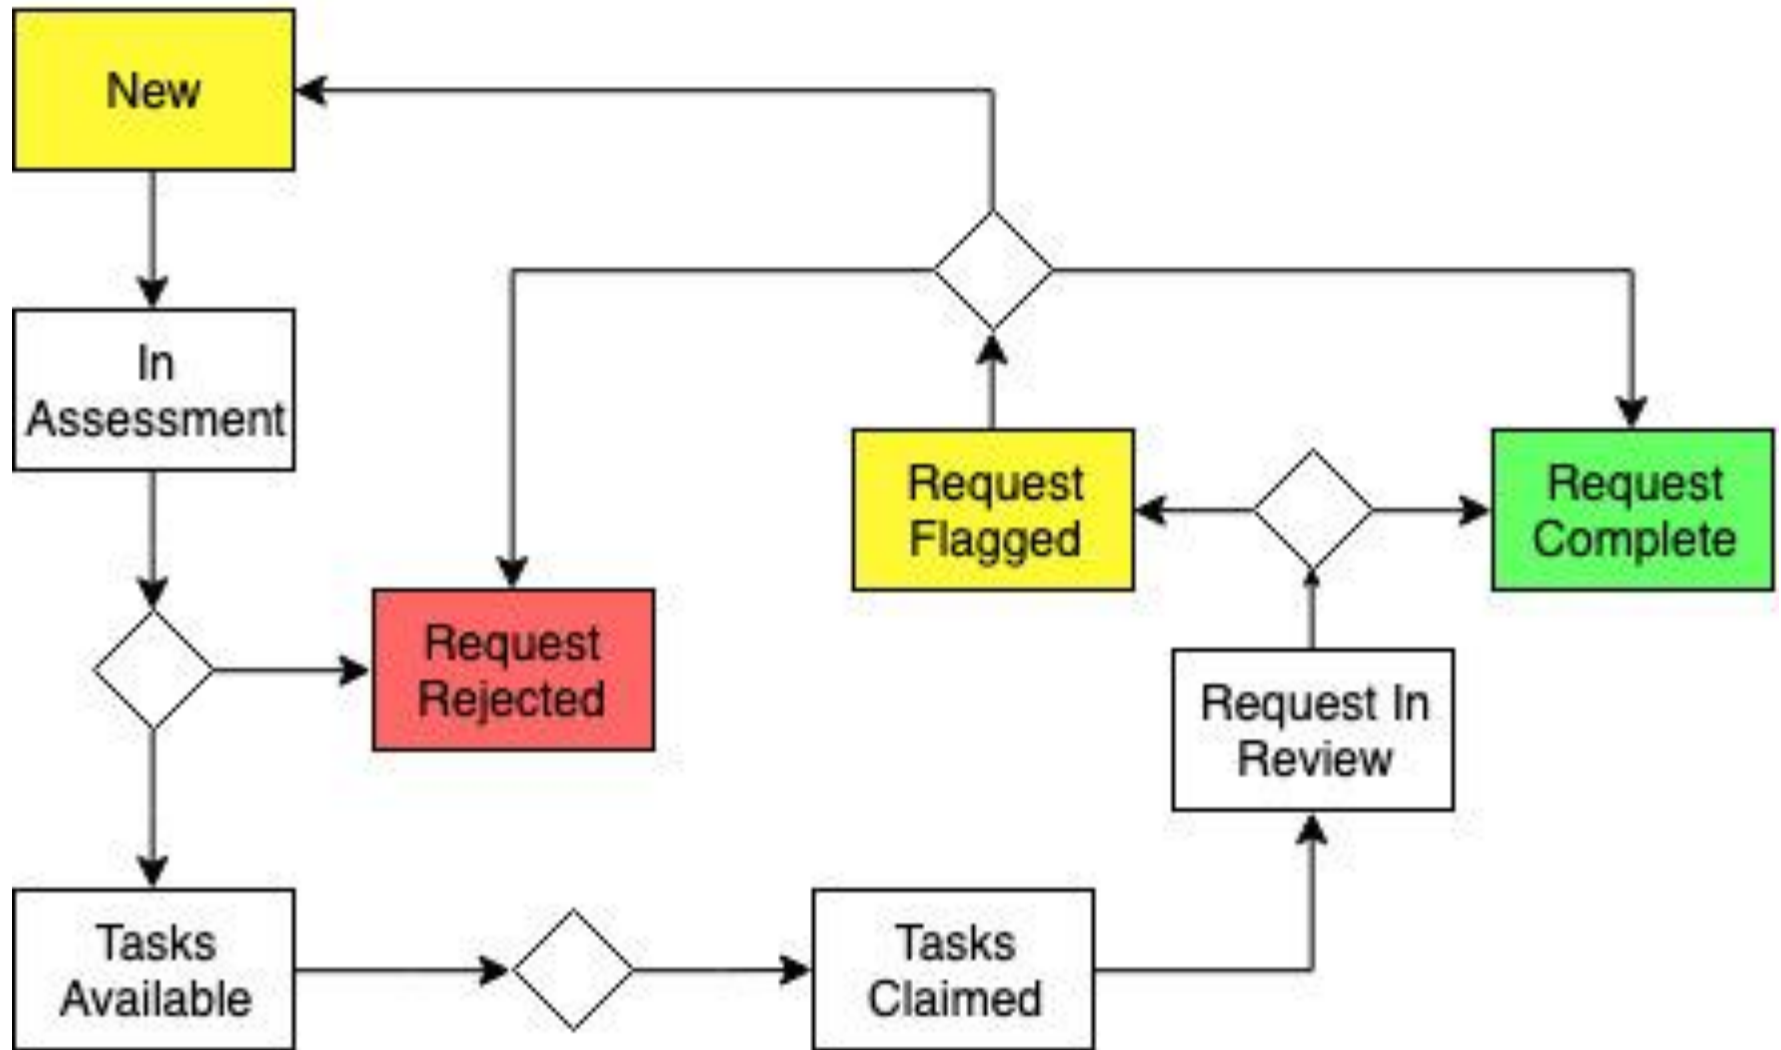 New
In
Assessment
Request
Flagged
Request
Complete
Request
Rejected
Request In
Review
Tasks
Available
Tasks
Claimed